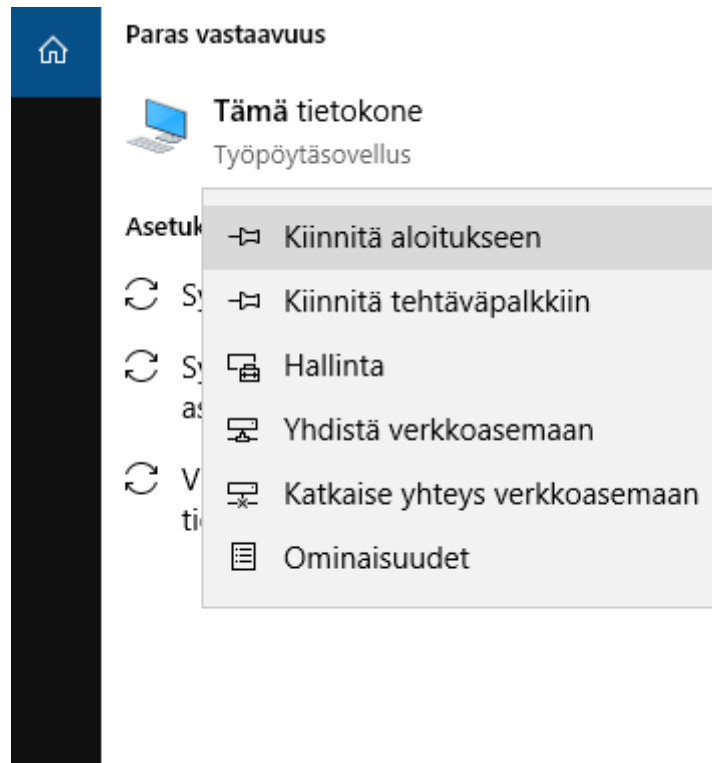 Paras vastaavuus
Tämä tietokone
Työpöytäsovellus
Kiinnitä aloitukseen
Kiinnitä tehtäväpalkkiin
Hallinta
Yhdistä verkkoasemaan
Katkaise yhteys verkkoasemaan
Ominaisuudet